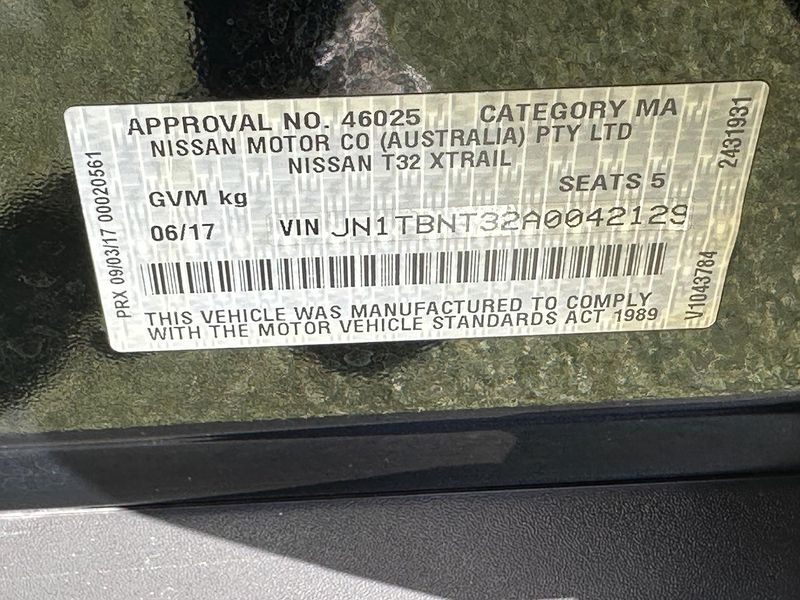 APPROVAL NO. 46025 CATEGORY MA
NISSAN MOTOR CO (AUSTRALIA) PTY LTD
NISSAN T32 XTRAIL
GVM kg SEATS 5
06/17 VIN JN1TBNT32A0042129
THIS VEHICLE WAS MANUFACTURED TO COMPLY
WITH THE MOTOR VEHICLE STANDARDS ACT 1989
PRX 09/03/17 00020561
V1043784 2431931